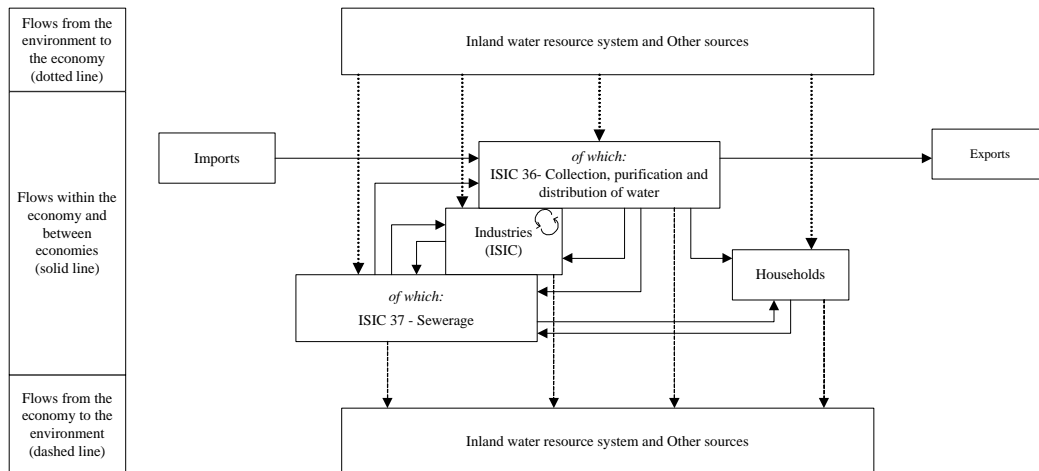 Flows from the
environment to
the economy
(dotted line)
Inland water resource system and Other sources
Flows within the
economy and
between
economies
(solid line)
Imports
of which:
ISIC 36- Collection, purification and
distribution of water
Exports
Industries
(ISIC)
Households
of which:
ISIC 37 - Sewerage
Flows from the
economy to the
environment
(dashed line)
Inland water resource system and Other sources